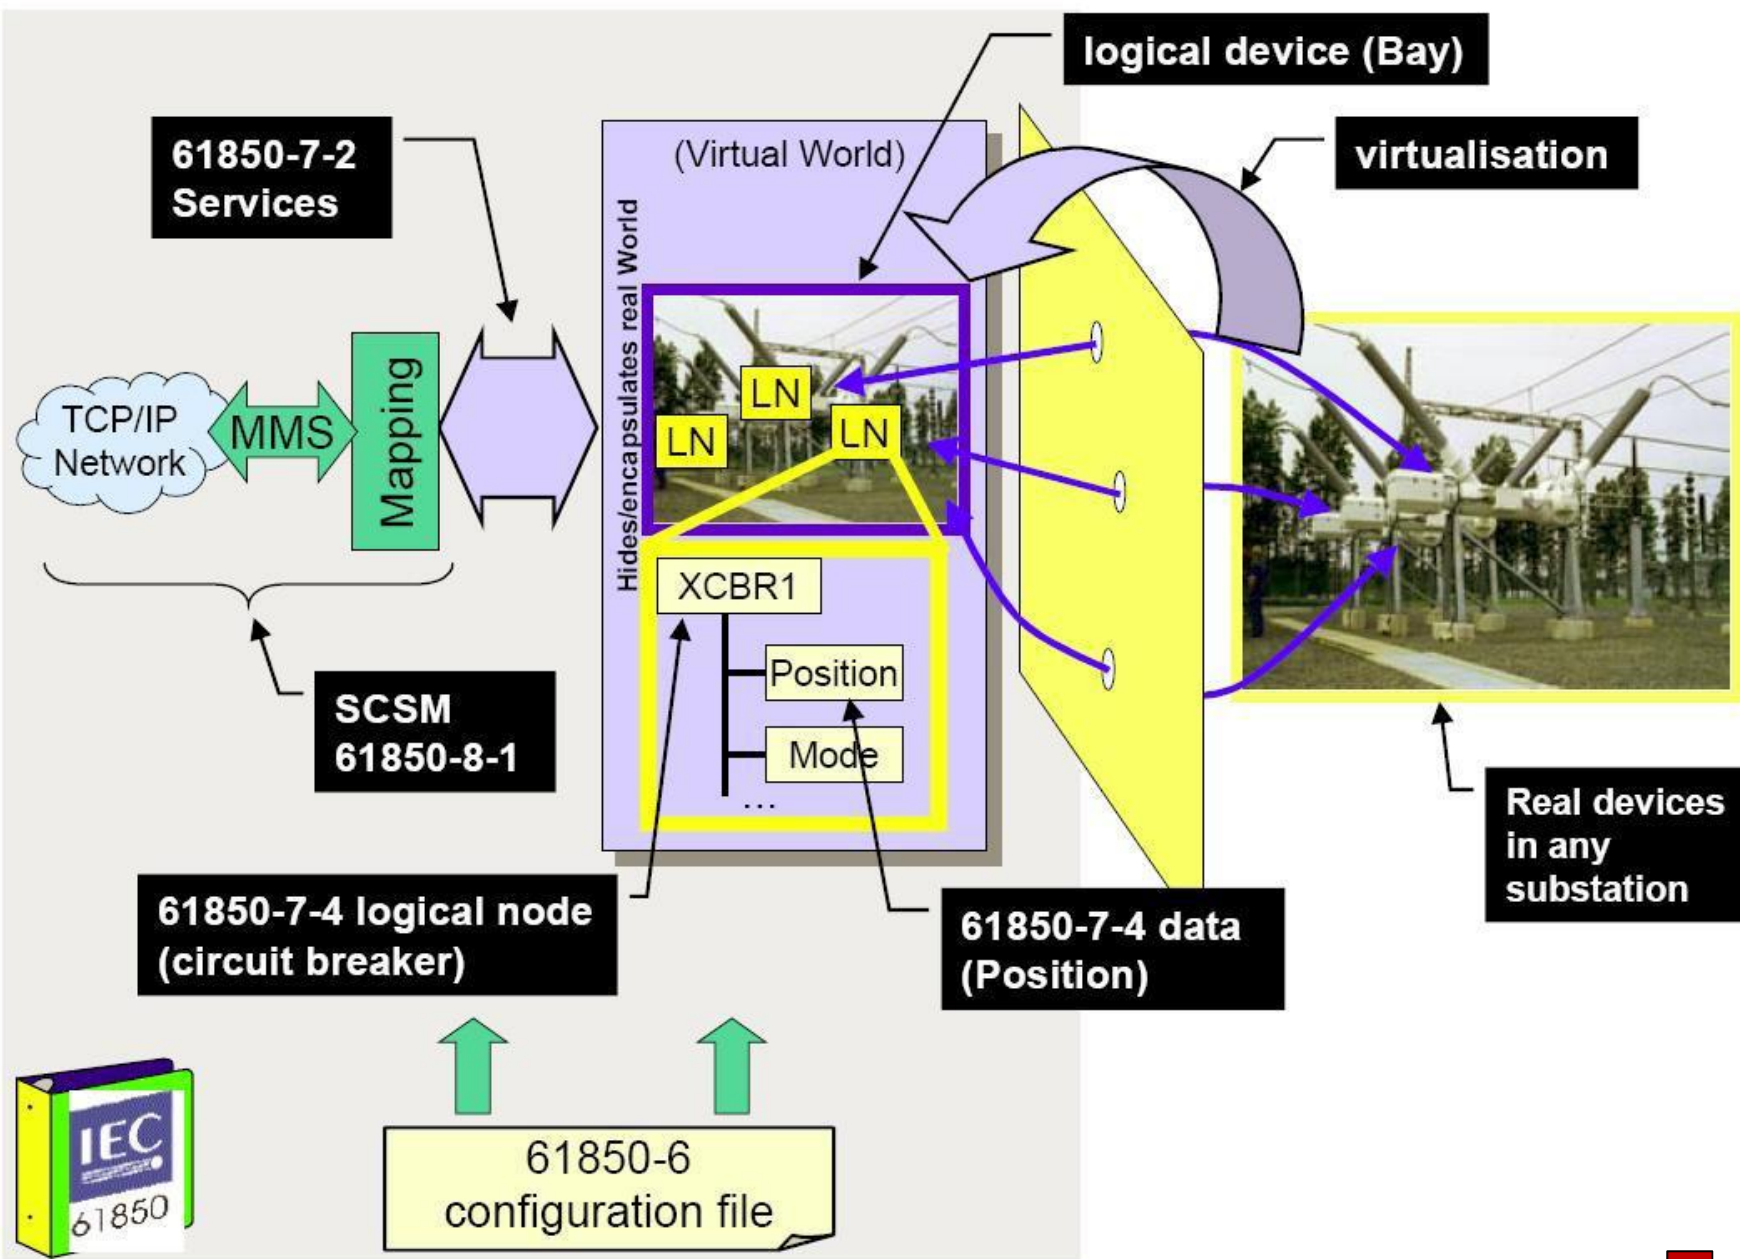 logical device (Bay)
61850-7-2
Services
(Virtual World)
virtualisation
Hides/encapsulates real World
TCP/IP
Network
MMS
Mapping
LN
LN
LN
XCBR1
Position
Mode
...
SCSM
61850-8-1
Real devices
in any
substation
61850-7-4 logical node
(circuit breaker)
61850-7-4 data
(Position)
IEC
61850
61850-6
configuration file